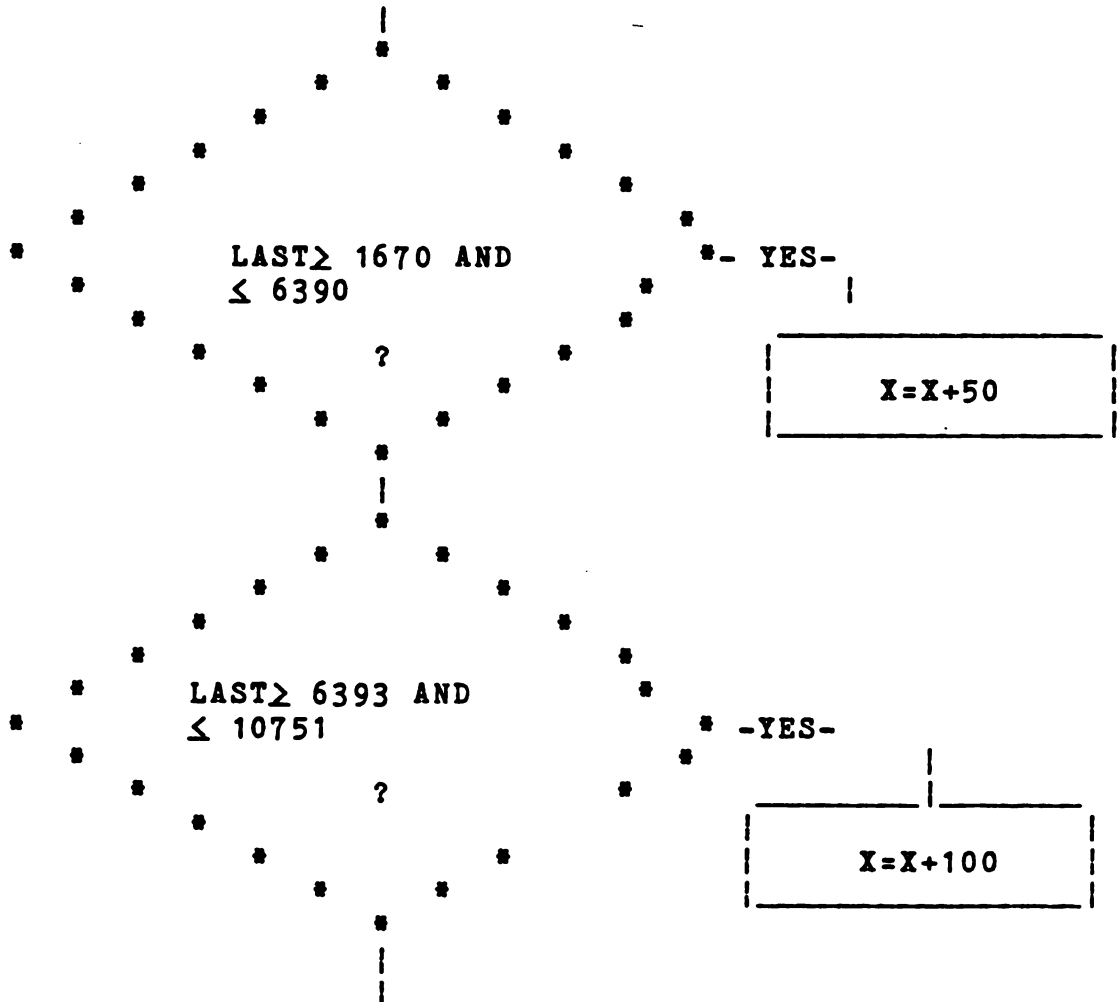 LAST≥ 1670 AND
≤ 6390
?
- YES-
X=X+50
LAST≥ 6393 AND
≤ 10751
?
-YES-
X=X+100